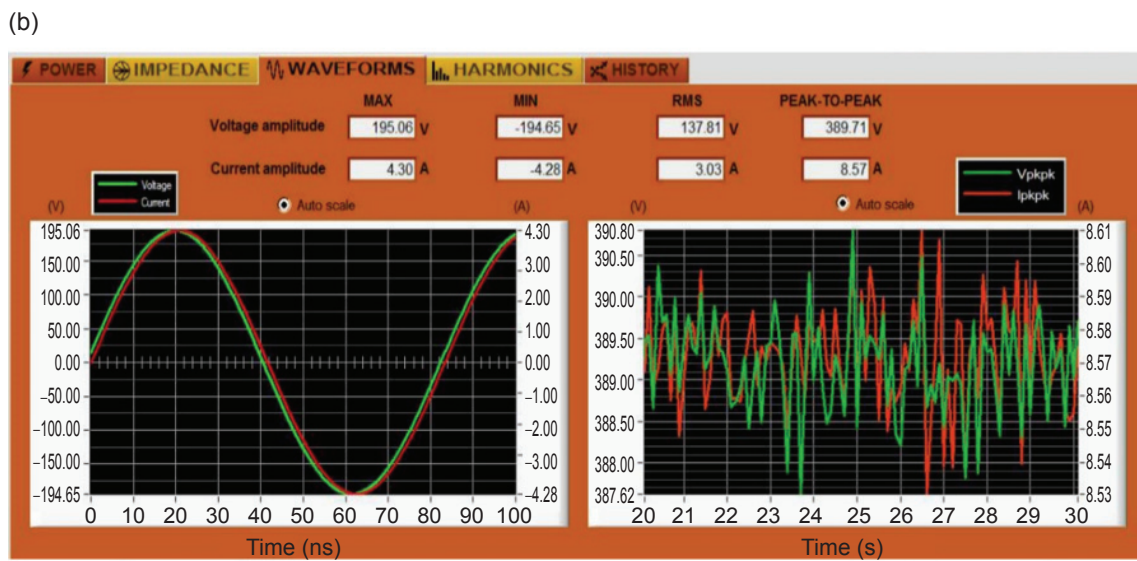 (b)
POWER IMPEDANCE WAVEFORMS HARMONICS HISTORY
MAX MIN RMS PEAK-TO-PEAK
Voltage amplitude 195.06 V -194.65 V 137.81 V 389.71 V
Current amplitude 4.30 A -4.28 A 3.03 A 8.57 A
Voltage
Current
(V) Auto scale (A)
195.06
150.00
100.00
50.00
0.00
−50.00
−100.00
−150.00
−194.65
4.30
3.00
2.00
1.00
0.00
−1.00
−2.00
−3.00
−4.28
0 10 20 30 40 50 60 70 80 90 100
Time (ns)
Vpkpk
Ipkpk
(V) Auto scale (A)
390.80
390.50
390.00
389.50
389.00
388.50
388.00
387.62
8.61
8.60
8.59
8.58
8.57
8.56
8.55
8.54
8.53
20 21 22 23 24 25 26 27 28 29 30
Time (s)